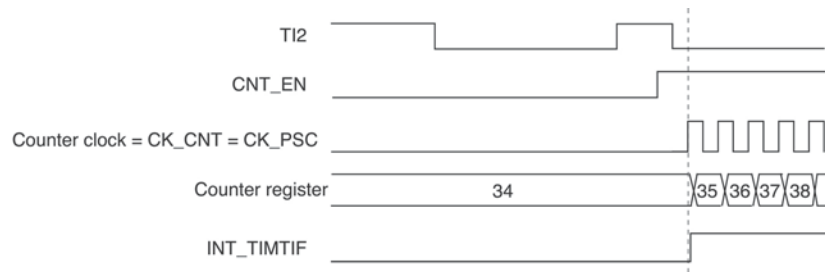 TI2
CNT_EN
Counter clock = CK_CNT = CK_PSC
Counter register 34 35 36 37 38
INT_TIMTIF